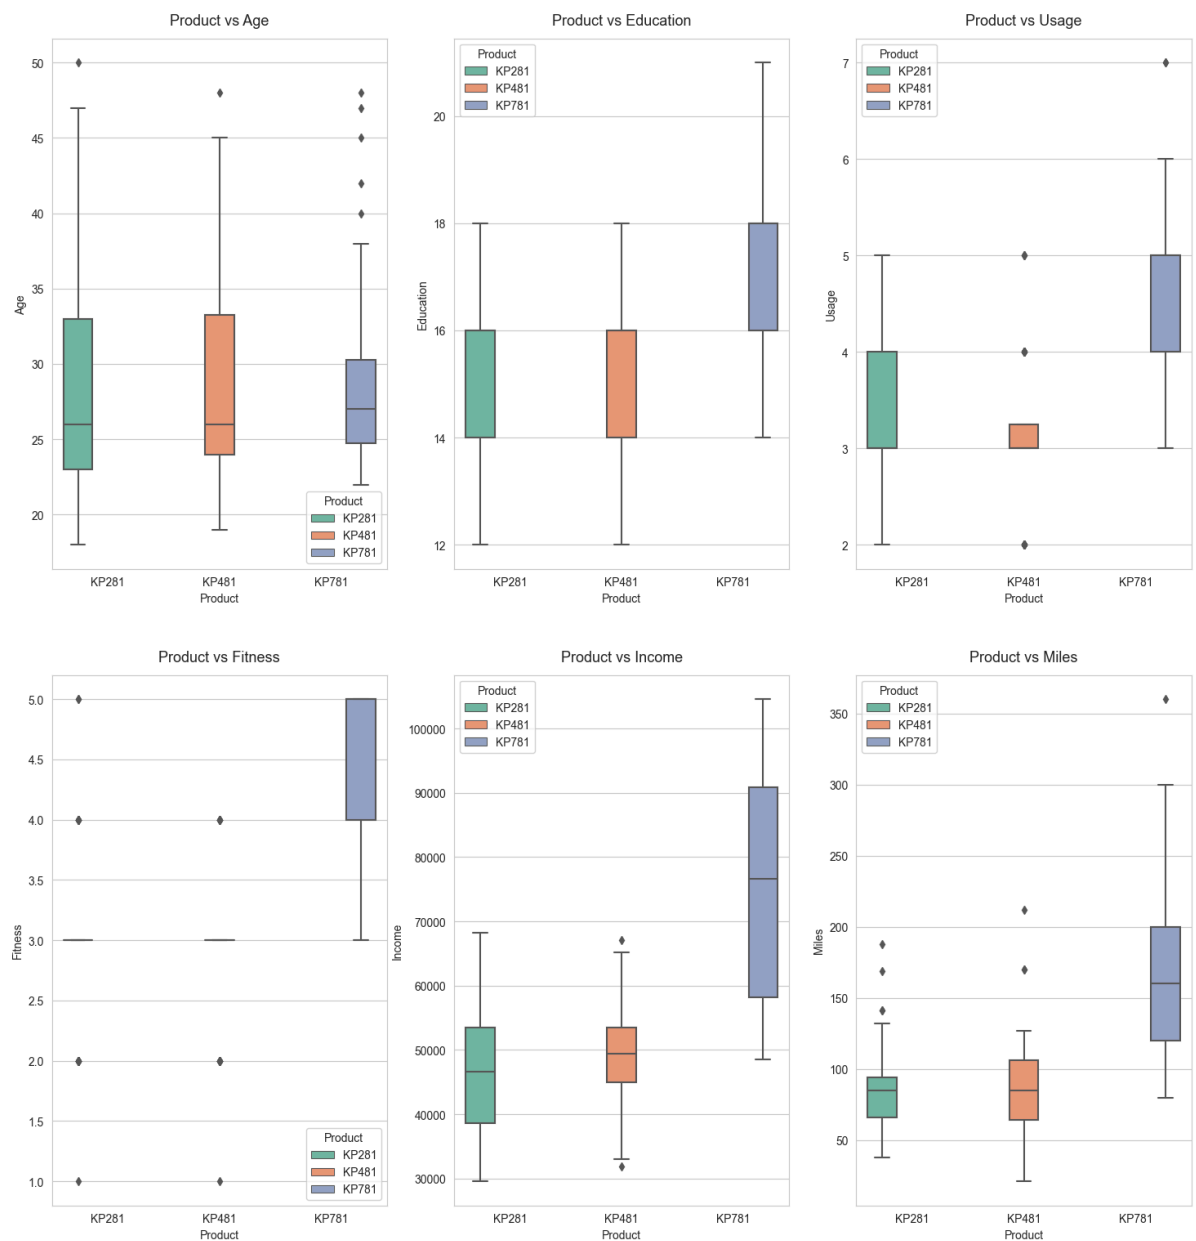 Product vs Age
50
45
40
35
30
25
20
Age
Product
KP281
KP481
KP781
KP281 KP481 KP781
Product
Product vs Education
20
18
16
14
12
Education
Product
KP281
KP481
KP781
KP281 KP481 KP781
Product
Product vs Usage
7
6
5
4
3
2
Usage
Product
KP281
KP481
KP781
KP281 KP481 KP781
Product
Product vs Fitness
5.0
4.5
4.0
3.5
3.0
2.5
2.0
1.5
1.0
Fitness
Product
KP281
KP481
KP781
KP281 KP481 KP781
Product
Product vs Income
100000
90000
80000
70000
60000
50000
40000
30000
Income
Product
KP281
KP481
KP781
KP281 KP481 KP781
Product
Product vs Miles
350
300
250
200
150
100
50
Miles
Product
KP281
KP481
KP781
KP281 KP481 KP781
Product